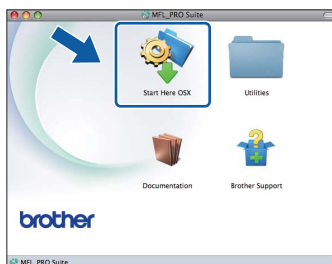 MFL_PRO Suite
Start Here OSX
Utilities
Documentation
Brother Support
brother
MFL_PRO Suite